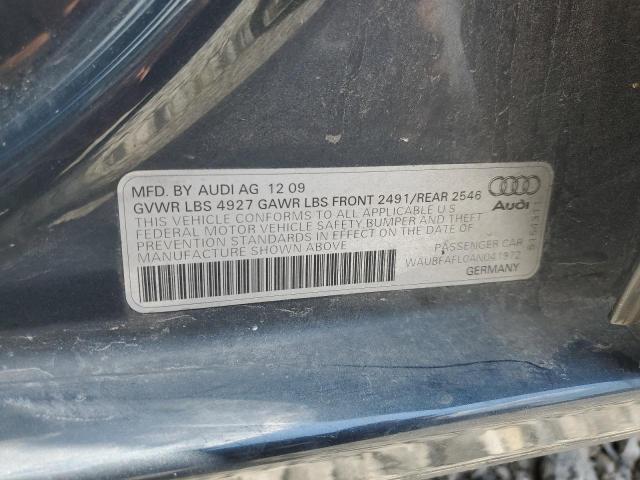 MFD. BY AUDI AG 12 09
GVWR LBS 4927 GAWR LBS FRONT 2491/REAR 2546
THIS VEHICLE CONFORMS TO ALL APPLICABLE U S
FEDERAL MOTOR VEHICLE SAFETY BUMPER AND THEFT
PREVENTION STANDARDS IN EFFECT ON THE DATE OF
MANUFACTURE SHOWN ABOVE
PASSENGER CAR
WAUBFAFL0AN041972
GERMANY
Audi